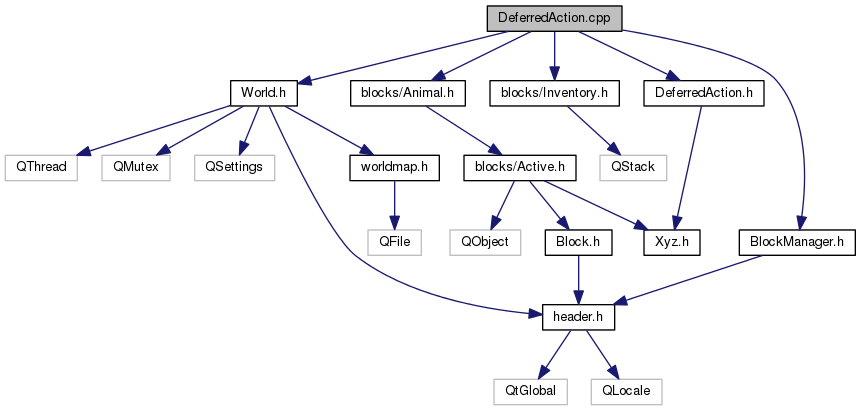 DeferredAction.cpp
World.h
blocks/Animal.h
blocks/Inventory.h
DeferredAction.h
QThread
QMutex
QSettings
worldmap.h
blocks/Active.h
QStack
QFile
QObject
Block.h
Xyz.h
BlockManager.h
header.h
QtGlobal
QLocale